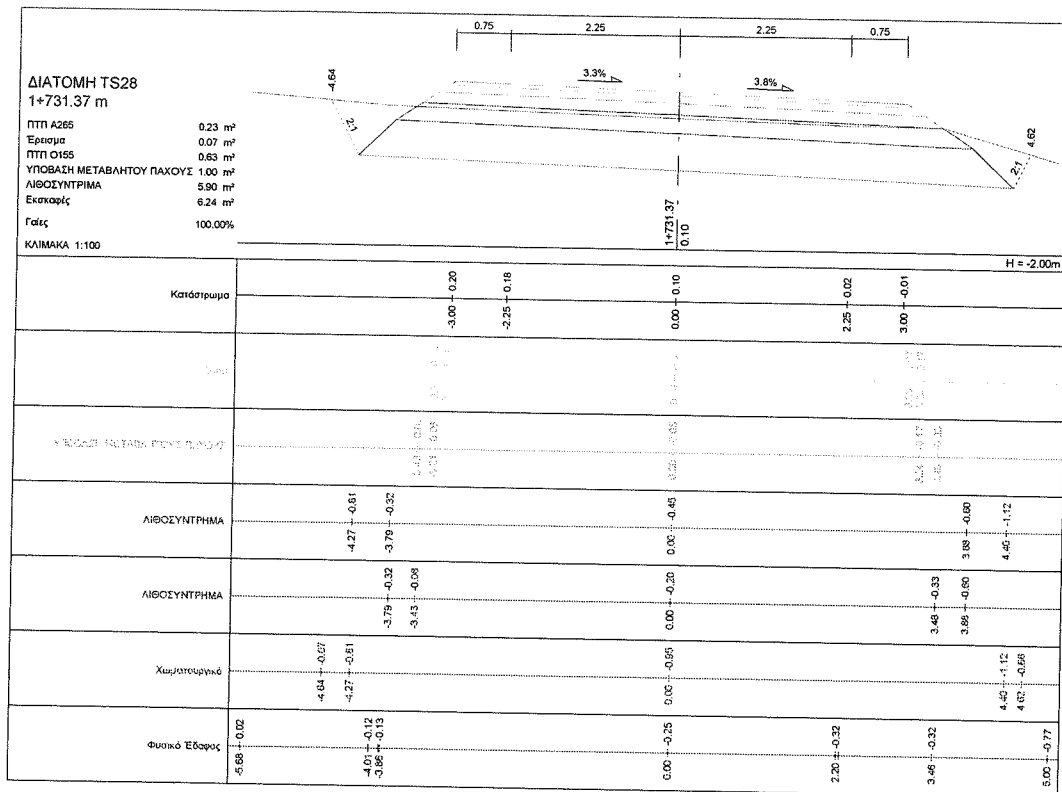 0.75 2.25 2.25 0.75
ΔΙΑΤΟΜΗ TS28
1+731.37 m
ΠΤΠ Α265 0.23 m²
Έρεισμα 0.07 m²
ΠΤΠ Ο155 0.63 m²
ΥΠΟΒΑΣΗ ΜΕΤΑΒΛΗΤΟΥ ΠΑΧΟΥΣ 1.00 m²
ΛΙΘΟΣΥΝΤΡΙΜΑ 5.90 m²
Εκσκαφές 6.24 m²
Γαίες 100.00%
ΚΛΙΜΑΚΑ 1:100
-4.64
2:1
3.3%
3.8%
4.62
2:1
1+731.37
0.10
H = -2.00m
Κατάστρωμα
-3.00 0.20
-2.25 0.18
0.00 0.10
2.25 0.02
3.00 -0.01
ΛΙΘΟΣΥΝΤΡΗΜΑ
-4.27 -0.81
-3.79 -0.32
0.00 -0.45
3.88 -0.60
4.40 -1.12
ΛΙΘΟΣΥΝΤΡΗΜΑ
-3.79 -0.32
-3.43 -0.08
0.00 -0.20
3.48 -0.33
3.88 -0.60
Χωματουργικά
-4.64 -0.07
-4.27 -0.81
0.00 -0.95
4.40 -1.12
4.62 -0.66
Φυσικό Έδαφος
-5.68 0.02
-4.01 -0.12
-3.86 -0.13
0.00 -0.25
2.20 -0.32
3.46 -0.32
5.00 -0.77